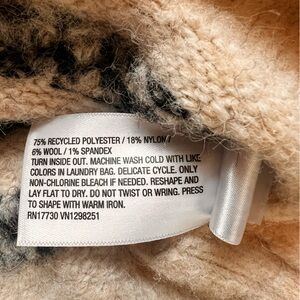 75% RECYCLED POLYESTER / 18% NYLON /
6% WOOL / 1% SPANDEX
TURN INSIDE OUT. MACHINE WASH COLD WITH LIKE
COLORS IN LAUNDRY BAG. DELICATE CYCLE. ONLY
NON-CHLORINE BLEACH IF NEEDED. RESHAPE AND
LAY FLAT TO DRY. DO NOT TWIST OR WRING. PRESS
TO SHAPE WITH WARM IRON.
RN17730 VN1298251